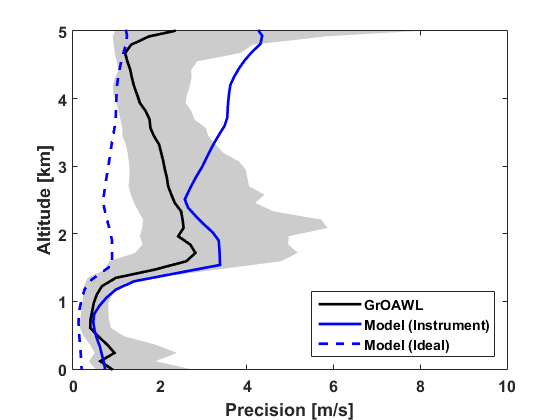 5
4
3
2
1
0
Altitude [km]
GrOAWL
Model (Instrument)
Model (Ideal)
0 2 4 6 8 10
Precision [m/s]